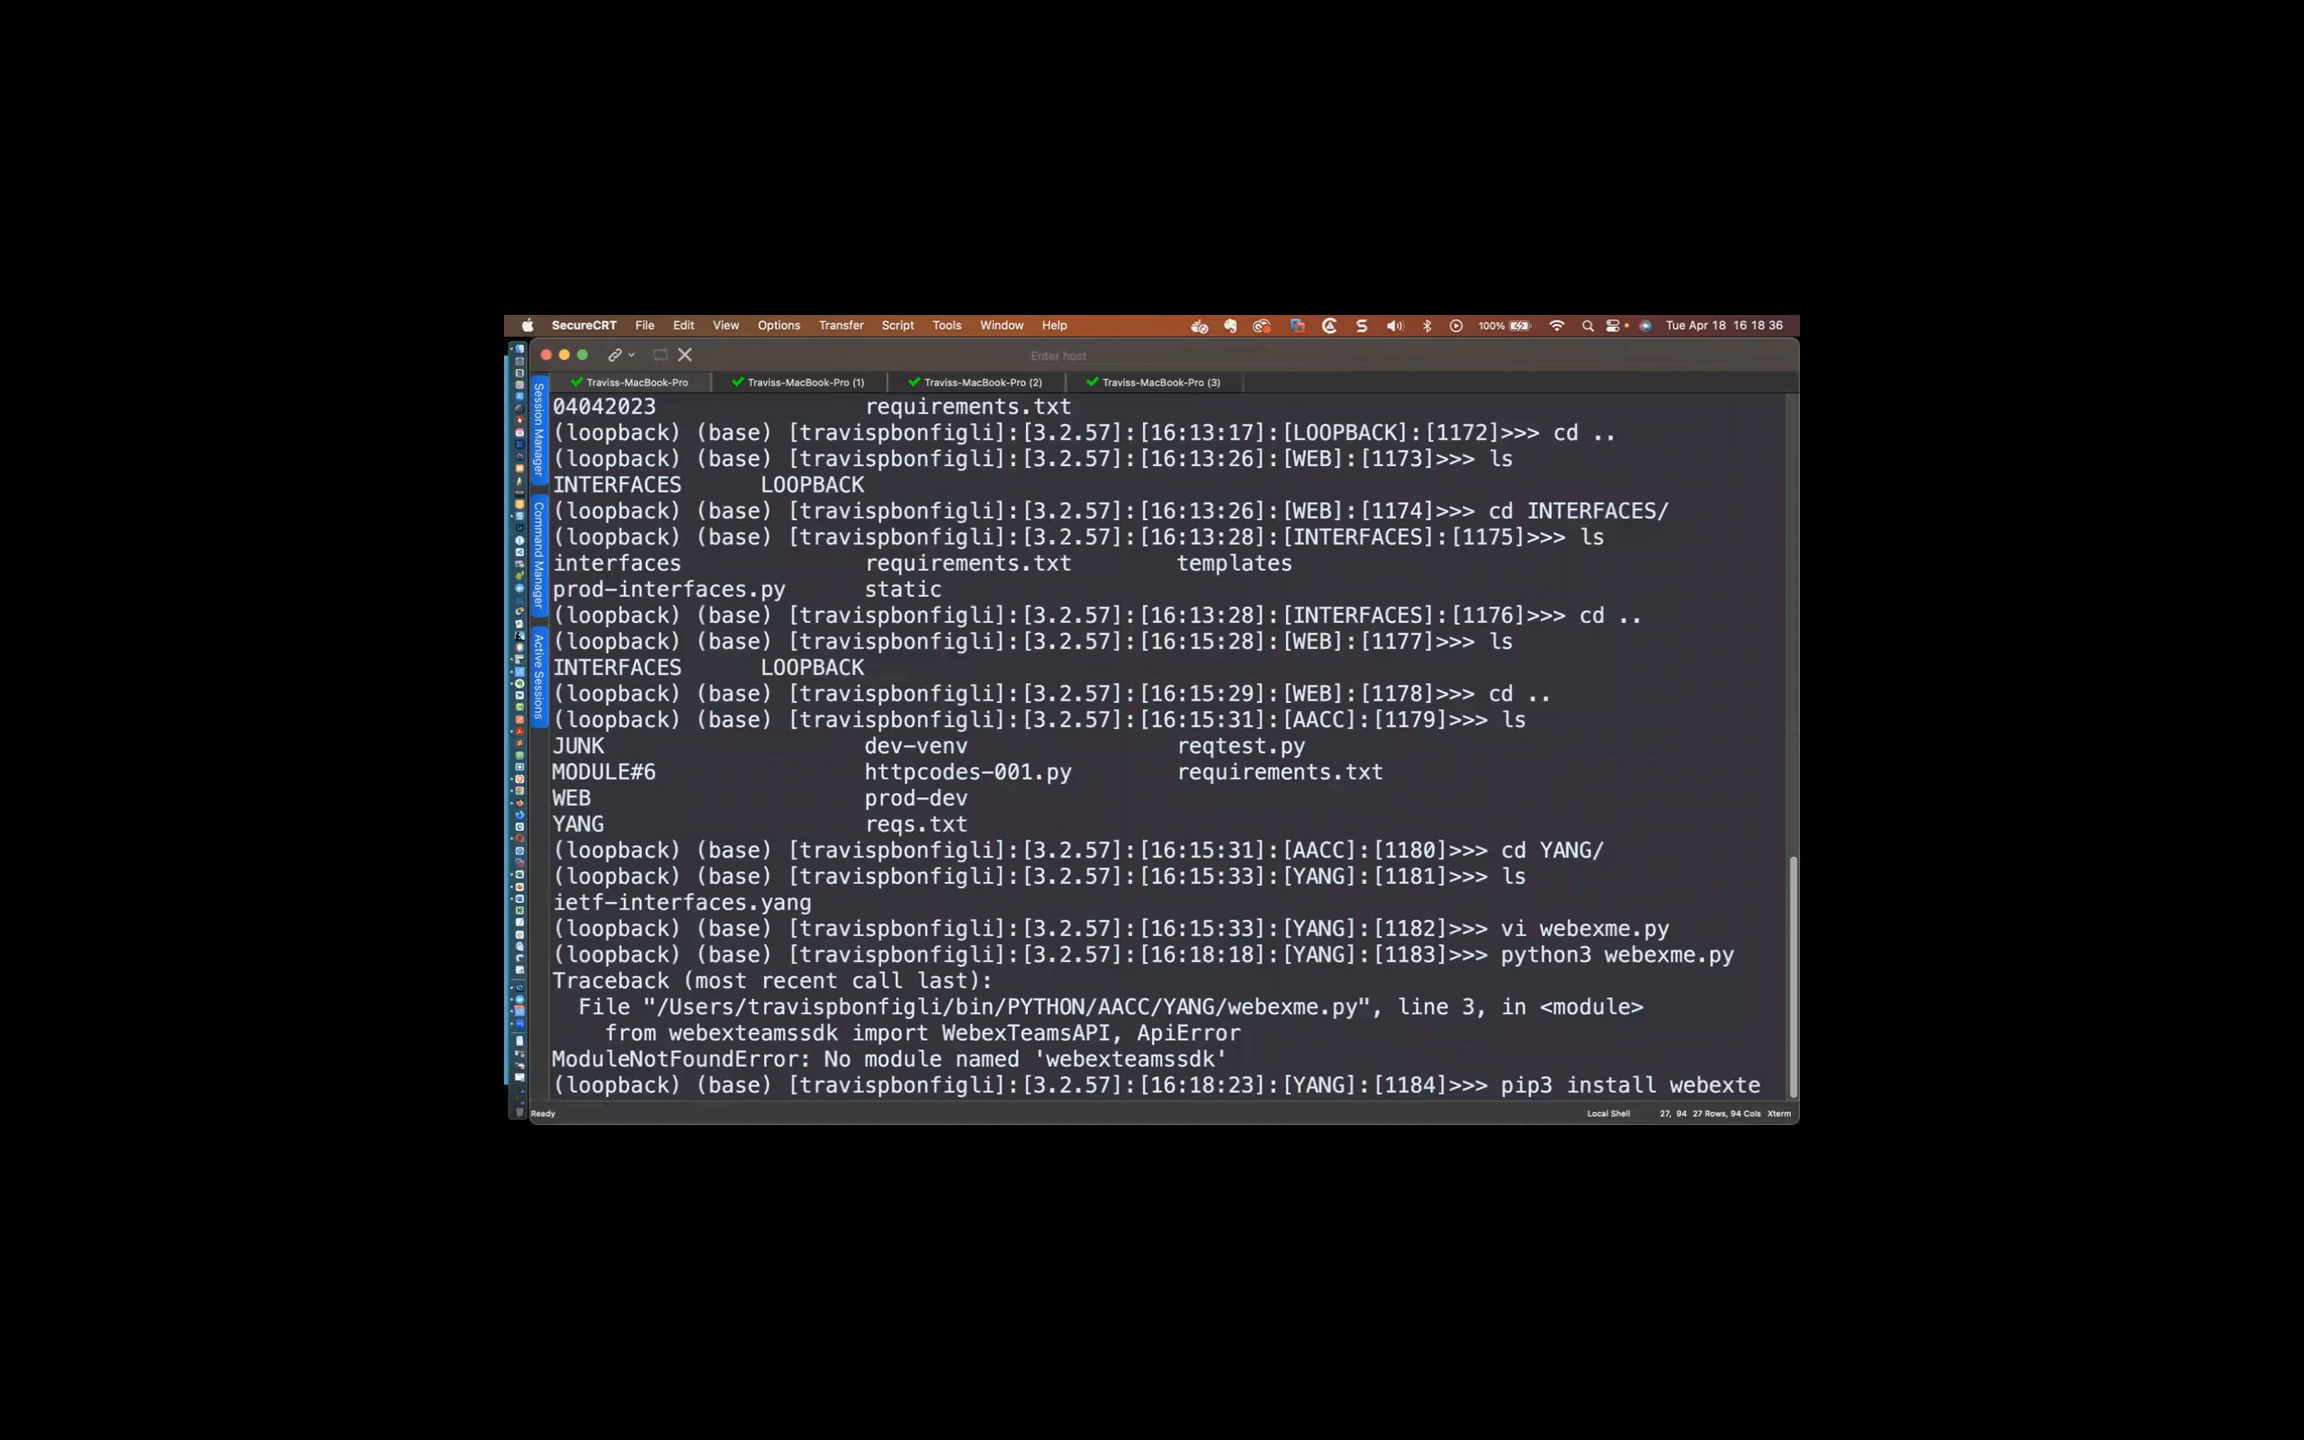 SecureCRT File Edit View Options Transfer Script Tools Window Help 100% Tue Apr 18 16 18 36
Enter host
Traviss-MacBook-Pro Traviss-MacBook-Pro (1) Traviss-MacBook-Pro (2) Traviss-MacBook-Pro (3)
Session Manager
Command Manager
Active Sessions
04042023 requirements.txt
(loopback) (base) [travispbonfigli]:[3.2.57]:[16:13:17]:[LOOPBACK]:[1172]>>> cd ..
(loopback) (base) [travispbonfigli]:[3.2.57]:[16:13:26]:[WEB]:[1173]>>> ls
INTERFACES LOOPBACK
(loopback) (base) [travispbonfigli]:[3.2.57]:[16:13:26]:[WEB]:[1174]>>> cd INTERFACES/
(loopback) (base) [travispbonfigli]:[3.2.57]:[16:13:28]:[INTERFACES]:[1175]>>> ls
interfaces requirements.txt templates
prod-interfaces.py static
(loopback) (base) [travispbonfigli]:[3.2.57]:[16:13:28]:[INTERFACES]:[1176]>>> cd ..
(loopback) (base) [travispbonfigli]:[3.2.57]:[16:15:28]:[WEB]:[1177]>>> ls
INTERFACES LOOPBACK
(loopback) (base) [travispbonfigli]:[3.2.57]:[16:15:29]:[WEB]:[1178]>>> cd ..
(loopback) (base) [travispbonfigli]:[3.2.57]:[16:15:31]:[AACC]:[1179]>>> ls
JUNK dev-venv reqtest.py
MODULE#6 httpcodes-001.py requirements.txt
WEB prod-dev
YANG reqs.txt
(loopback) (base) [travispbonfigli]:[3.2.57]:[16:15:31]:[AACC]:[1180]>>> cd YANG/
(loopback) (base) [travispbonfigli]:[3.2.57]:[16:15:33]:[YANG]:[1181]>>> ls
ietf-interfaces.yang
(loopback) (base) [travispbonfigli]:[3.2.57]:[16:15:33]:[YANG]:[1182]>>> vi webexme.py
(loopback) (base) [travispbonfigli]:[3.2.57]:[16:18:18]:[YANG]:[1183]>>> python3 webexme.py
Traceback (most recent call last):
File "/Users/travispbonfigli/bin/PYTHON/AACC/YANG/webexme.py", line 3, in <module>
from webexteamssdk import WebexTeamsAPI, ApiError
ModuleNotFoundError: No module named 'webexteamssdk'
(loopback) (base) [travispbonfigli]:[3.2.57]:[16:18:23]:[YANG]:[1184]>>> pip3 install webexte
Ready Local Shell 27, 94 27 Rows, 94 Cols Xterm